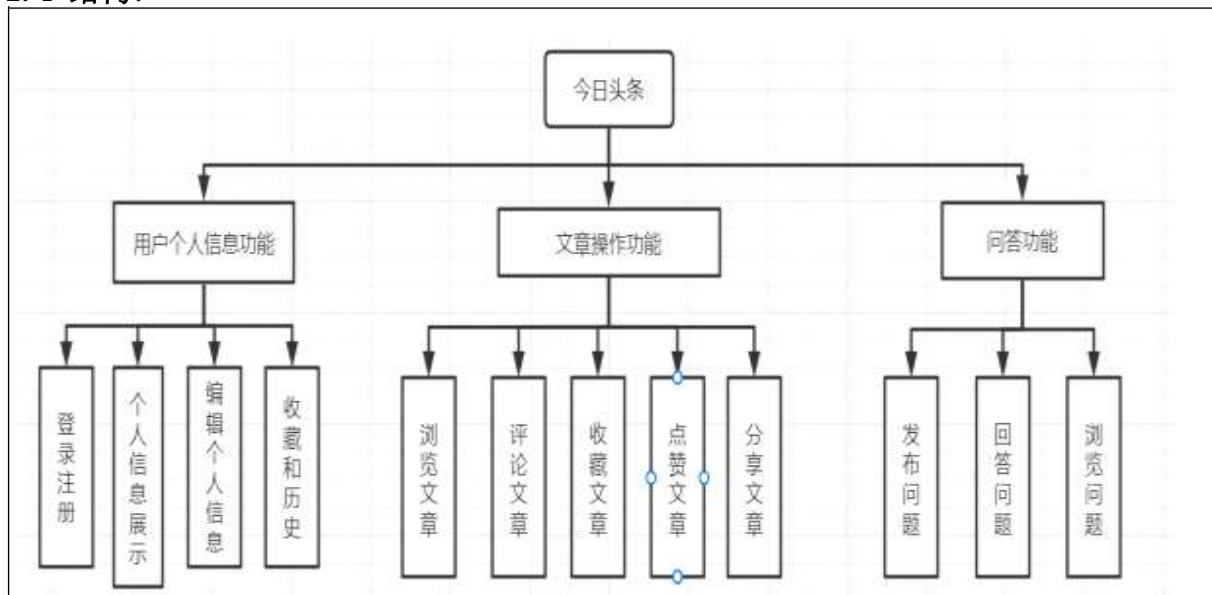 今日头条
用户个人信息功能
文章操作功能
问答功能
登录注册
个人信息展示
编辑个人信息
收藏和历史
浏览文章
评论文章
收藏文章
点赞文章
分享文章
发布问题
回答问题
浏览问题